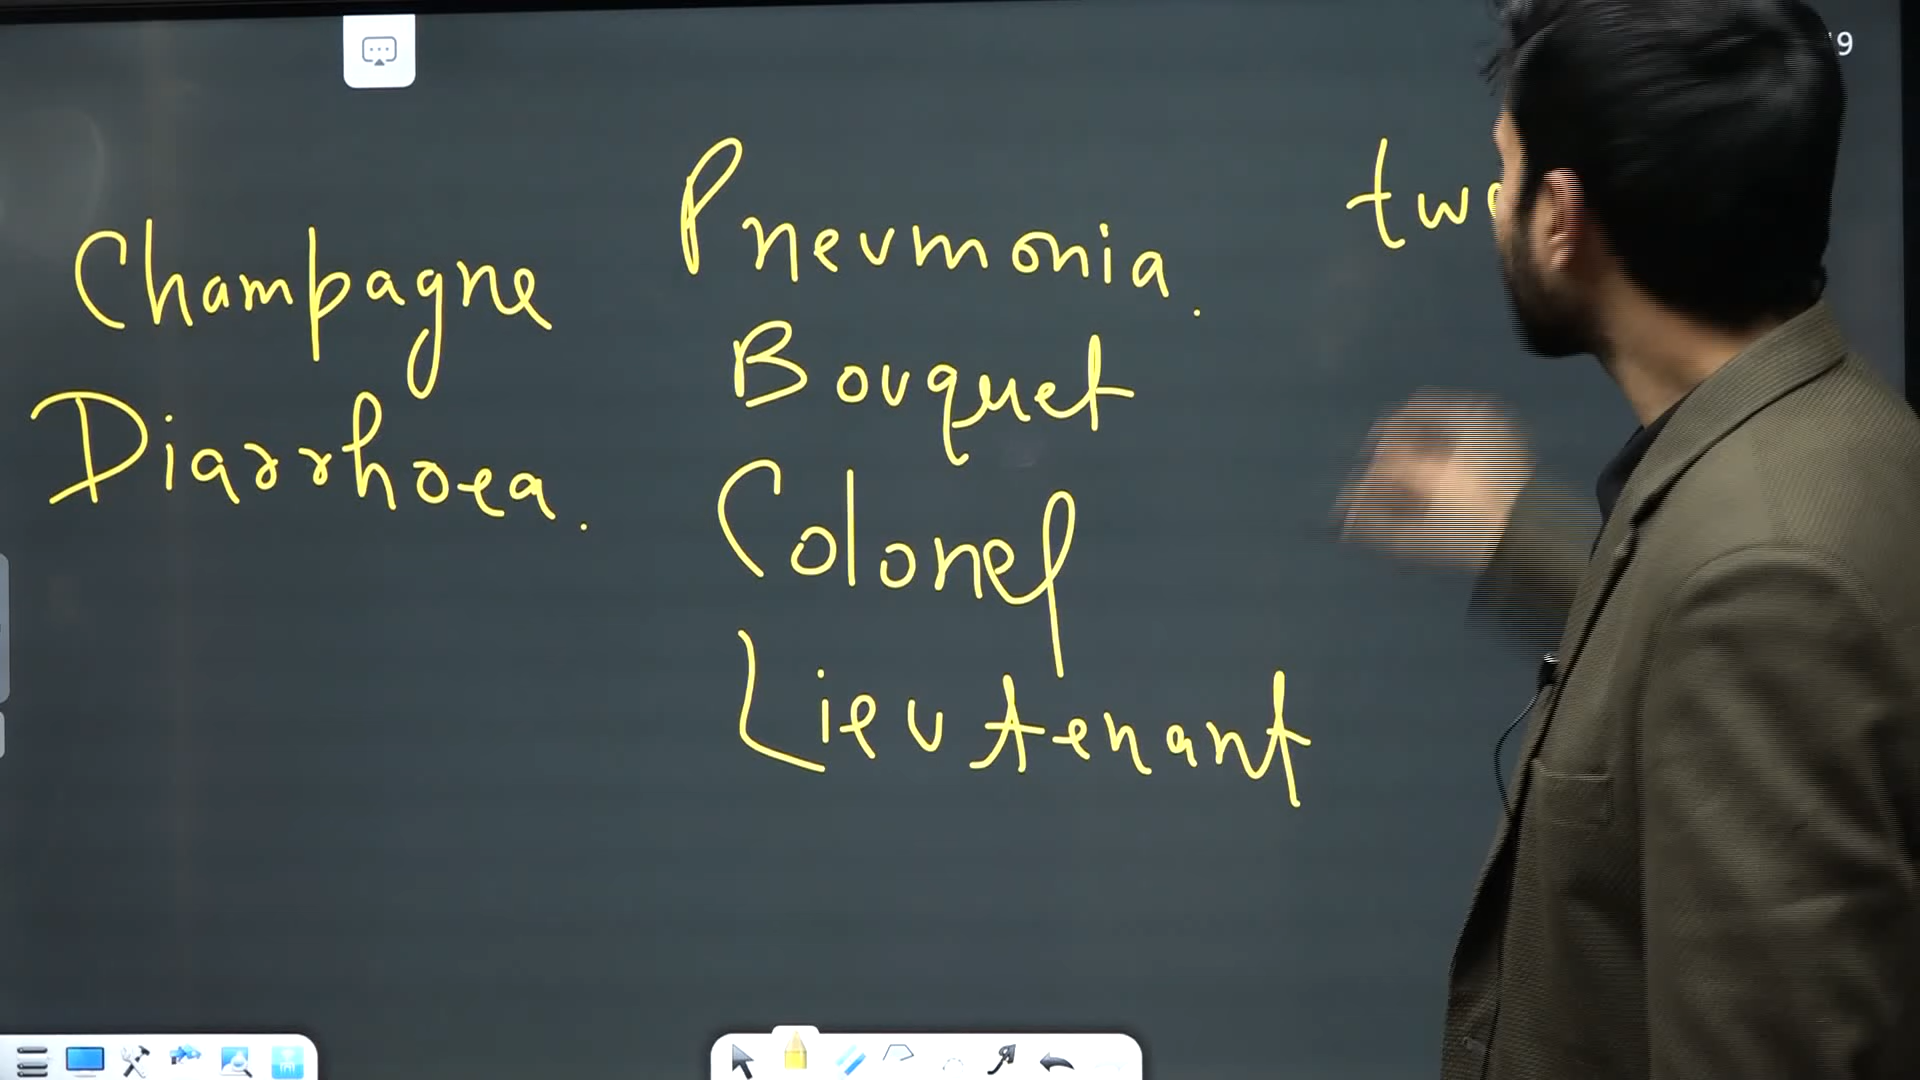 Champagne
Diarrhoea.
Pneumonia.
Bouquet
Colonel
Lieutenant